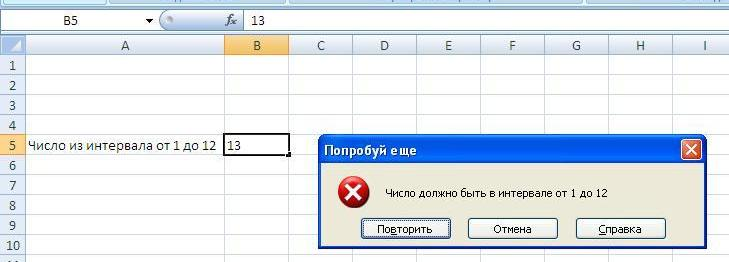 B5 fx 13
A B C D E F G H I
1
2
3
4
5 Число из интервала от 1 до 12 13
6
7
8
9
10
Попробуй еще
Число должно быть в интервале от 1 до 12
Повторить Отмена Справка